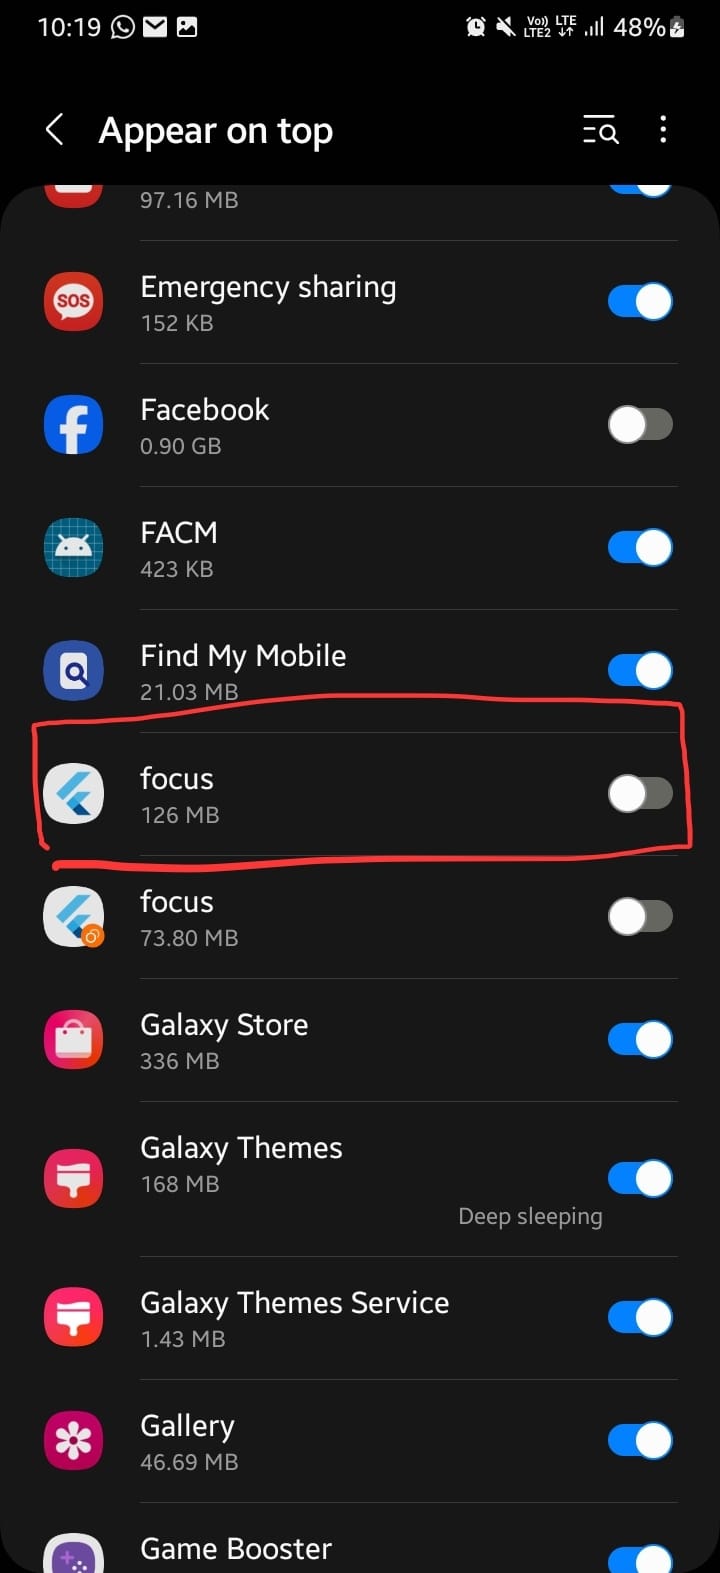 10:19
Vo)) LTE
LTE2
48%
Appear on top
97.16 MB
Emergency sharing
SOS
152 KB
Facebook
0.90 GB
FACM
423 KB
Find My Mobile
21.03 MB
focus
126 MB
focus
73.80 MB
Galaxy Store
336 MB
Galaxy Themes
168 MB
Deep sleeping
Galaxy Themes Service
1.43 MB
Gallery
46.69 MB
Game Booster